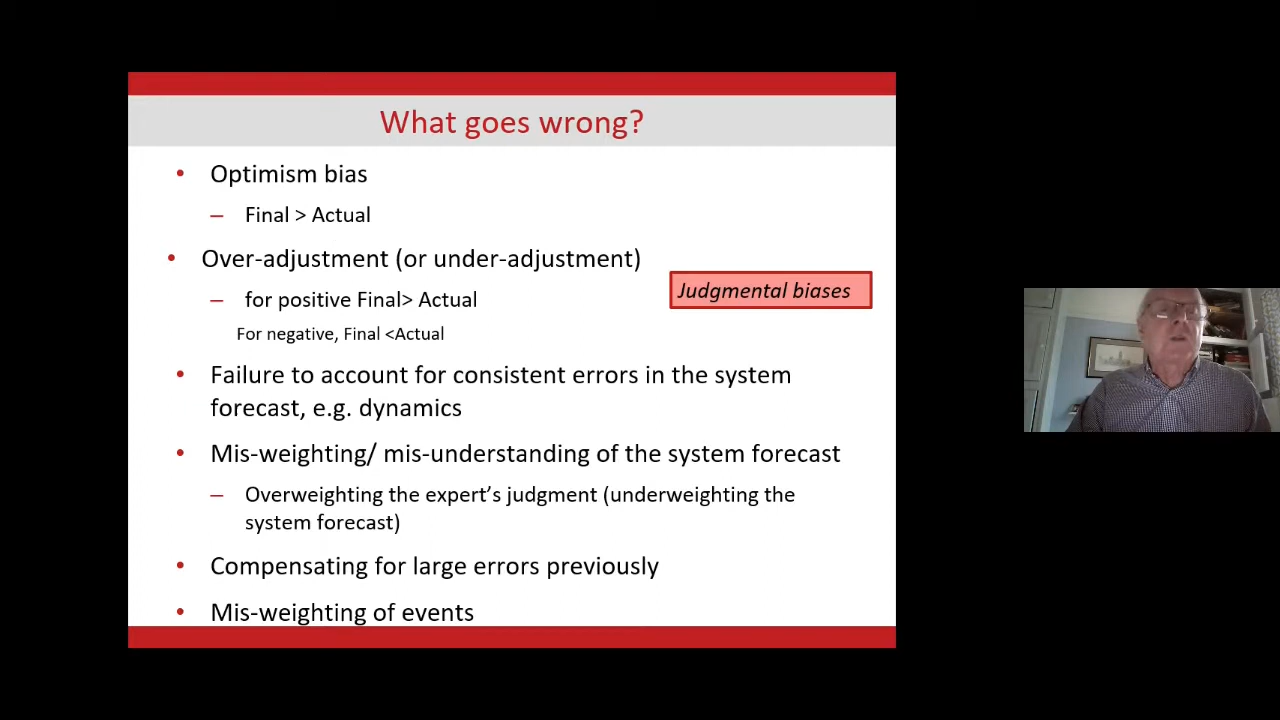 What goes wrong?
• Optimism bias
– Final > Actual
• Over-adjustment (or under-adjustment)
– for positive Final> Actual
For negative, Final <Actual
Judgmental biases
• Failure to account for consistent errors in the system
forecast, e.g. dynamics
• Mis-weighting/ mis-understanding of the system forecast
– Overweighting the expert's judgment (underweighting the
system forecast)
• Compensating for large errors previously
• Mis-weighting of events